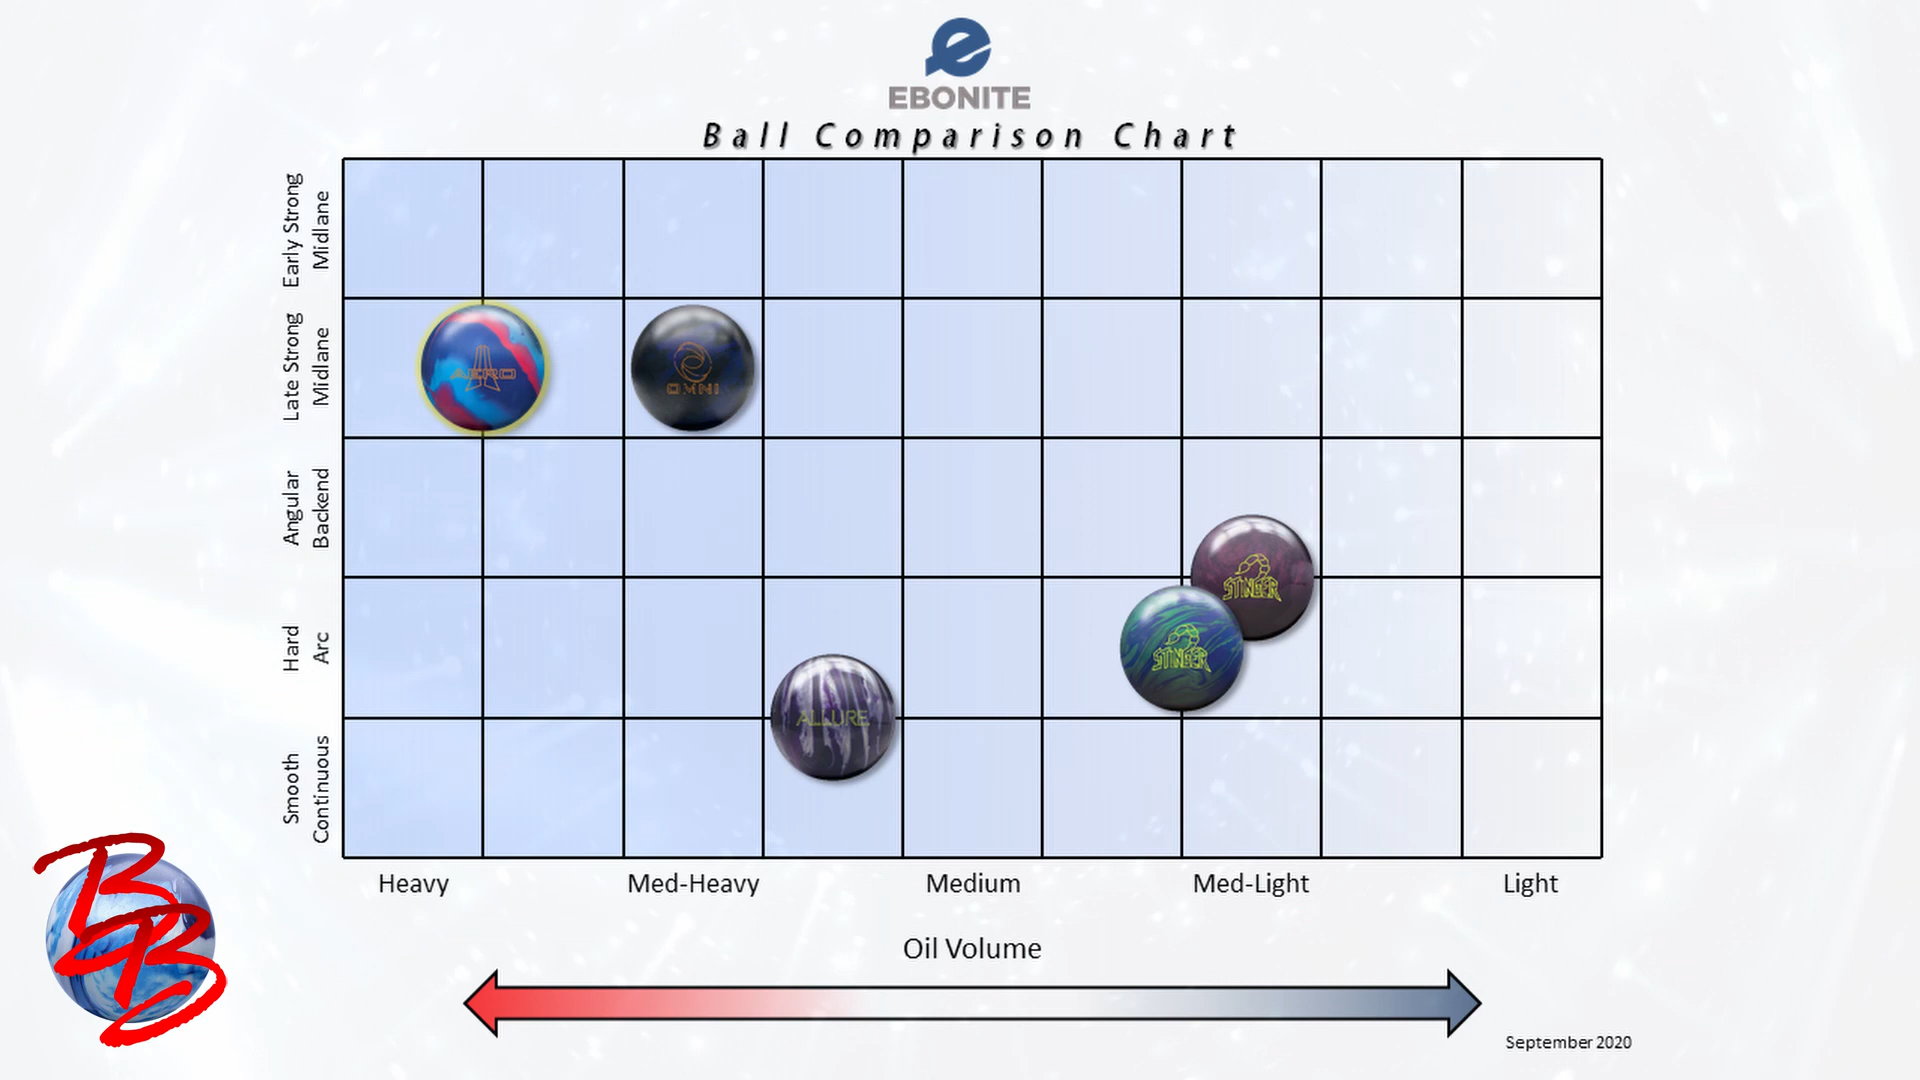 EBONITE
Ball Comparison Chart
Early Strong
Midlane
Late Strong
Midlane
Angular
Backend
Hard
Arc
Smooth
Continuous
AERO
OMNI
STINGER
STINGER
ALLURE
Heavy
Med-Heavy
Medium
Med-Light
Light
Oil Volume
BB
September 2020